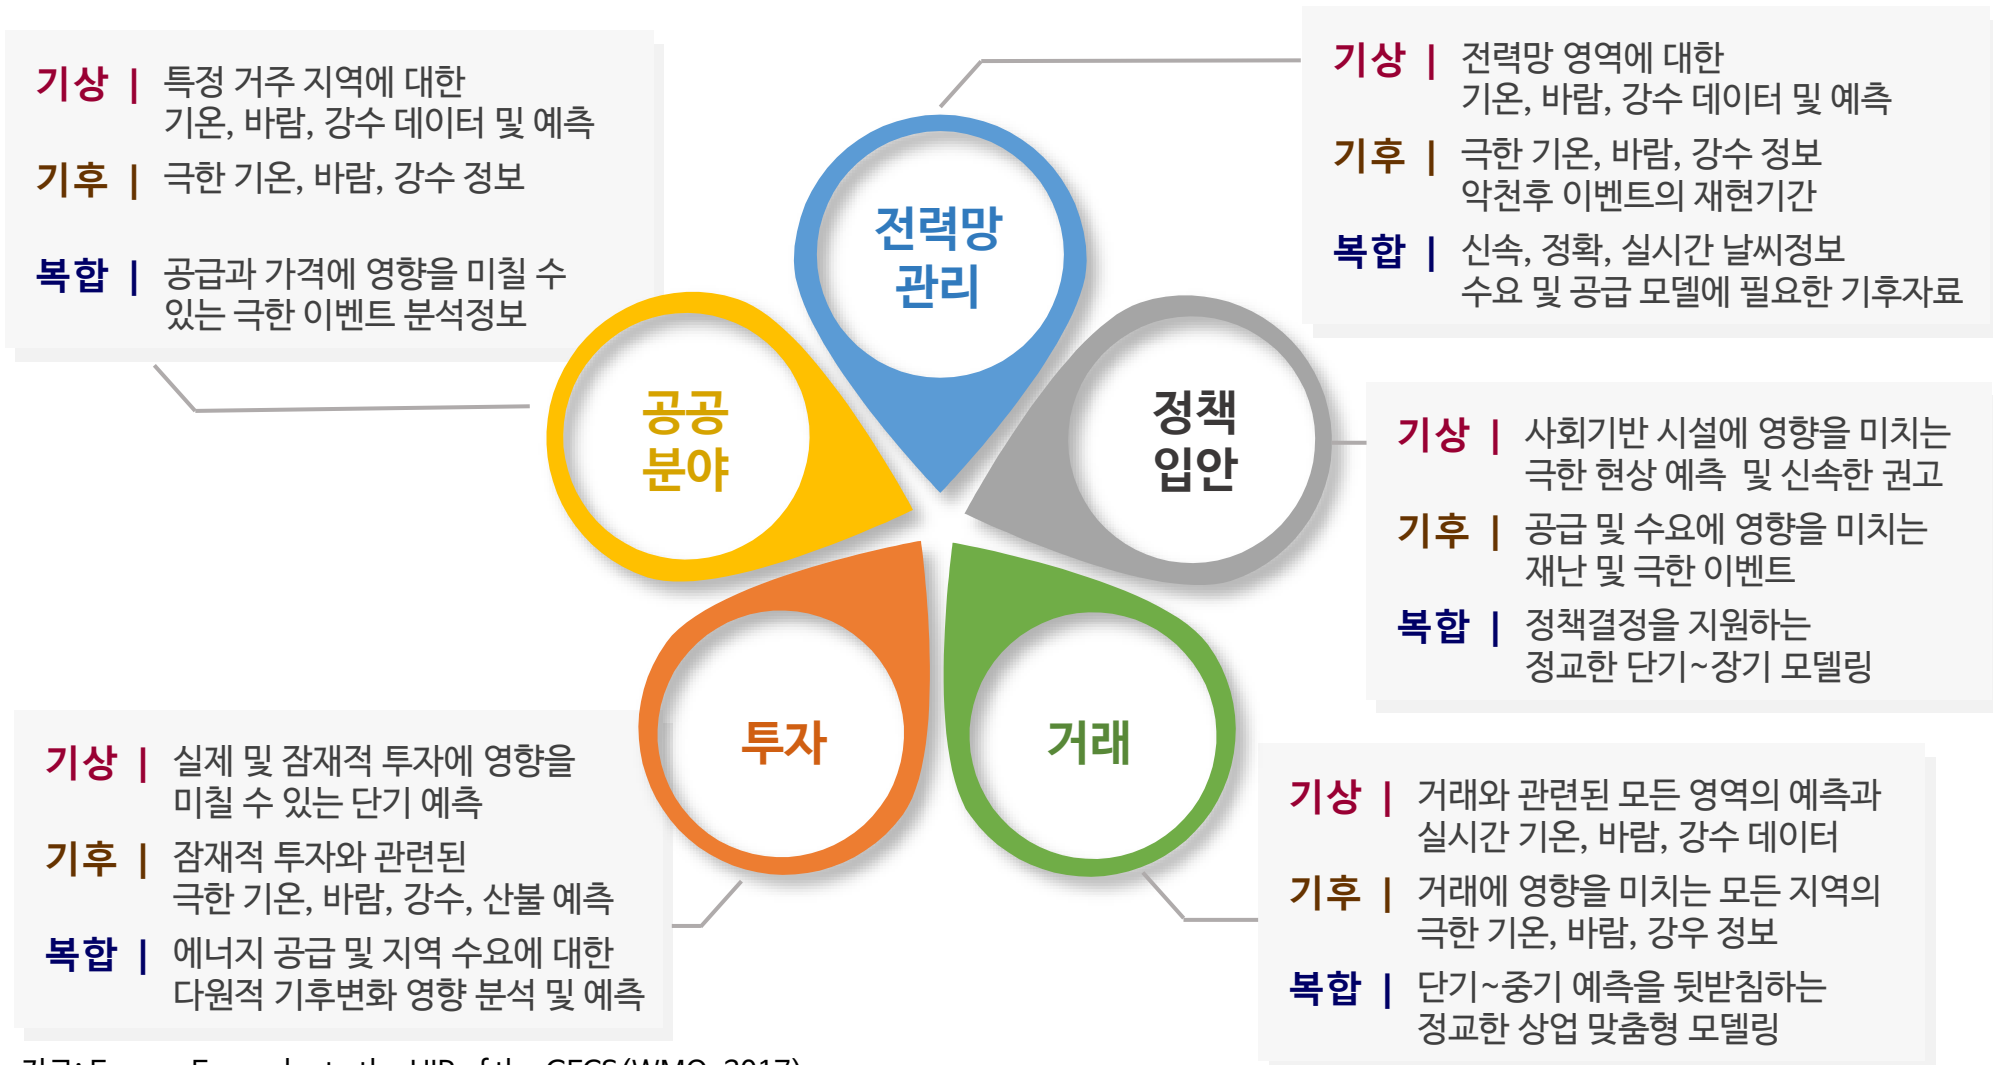 기상 | 특정 거주 지역에 대한
기온, 바람, 강수 데이터 및 예측
기후 | 극한 기온, 바람, 강수 정보
복합 | 공급과 가격에 영향을 미칠 수
있는 극한 이벤트 분석정보
기상 | 전력망 영역에 대한
기온, 바람, 강수 데이터 및 예측
기후 | 극한 기온, 바람, 강수 정보
악천후 이벤트의 재현기간
복합 | 신속, 정확, 실시간 날씨정보
수요 및 공급 모델에 필요한 기후자료
전력망
관리
공공
분야
정책
입안
투자
거래
기상 | 사회기반 시설에 영향을 미치는
극한 현상 예측 및 신속한 권고
기후 | 공급 및 수요에 영향을 미치는
재난 및 극한 이벤트
복합 | 정책결정을 지원하는
정교한 단기~장기 모델링
기상 | 실제 및 잠재적 투자에 영향을
미칠 수 있는 단기 예측
기후 | 잠재적 투자와 관련된
극한 기온, 바람, 강수, 산불 예측
복합 | 에너지 공급 및 지역 수요에 대한
다원적 기후변화 영향 분석 및 예측
기상 | 거래와 관련된 모든 영역의 예측과
실시간 기온, 바람, 강수 데이터
기후 | 거래에 영향을 미치는 모든 지역의
극한 기온, 바람, 강우 정보
복합 | 단기~중기 예측을 뒷받침하는
정교한 상업 맞춤형 모델링
to the UIP of the GFCS (WMO, 2017)